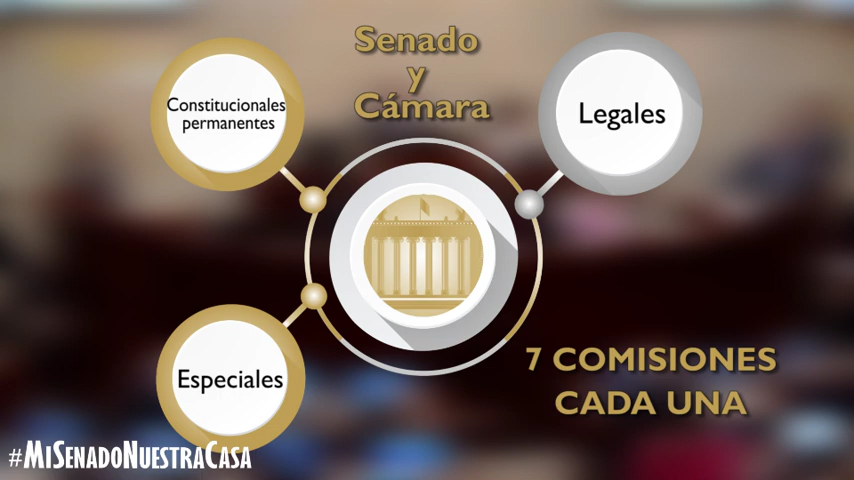 Senado
y
Cámara
Constitucionales
permanentes
Legales
Especiales
7 COMISIONES
CADA UNA
#MISENADONUESTRACASA